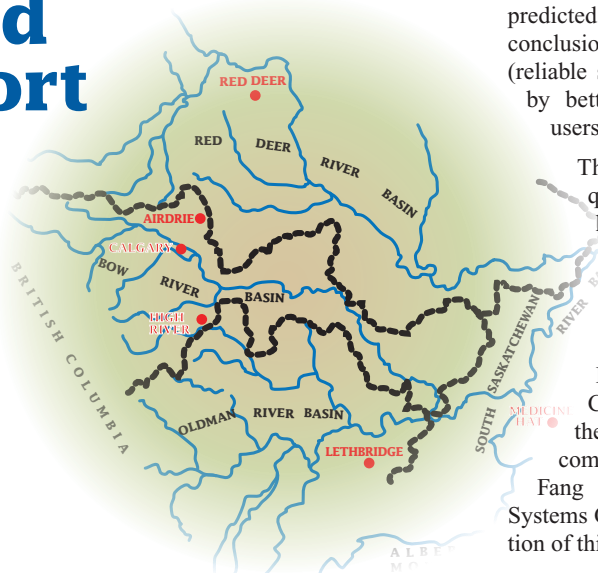 d
ort
RED DEER
RED DEER RIVER BASIN
AIRDRIE
CALGARY
BOW RIVER BASIN
HIGH
RIVER
BRITISH COLUMBIA
OLDMAN RIVER BASIN
LETHBRIDGE
SOUTH SASKATCHEWAN
RIVER
MEDICINE
HAT
predicted
conclusio
(reliable
by bett
users
Th
q
C
the
com
Fang
Systems
tion of thi